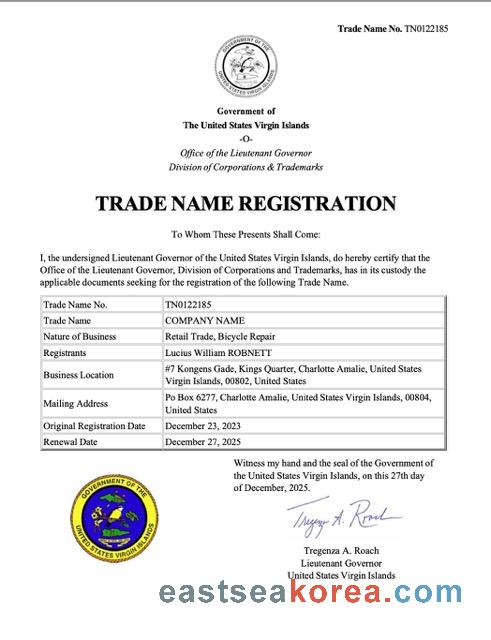 Trade Name No. TN0122185
GOVERNMENT OF THE
UNITED STATES VIRGIN ISLANDS
Government of
The United States Virgin Islands
-O-
Office of the Lieutenant Governor
Division of Corporations & Trademarks
TRADE NAME REGISTRATION
To Whom These Presents Shall Come:
I, the undersigned Lieutenant Governor of the United States Virgin Islands, do hereby certify that the
Office of the Lieutenant Governor, Division of Corporations and Trademarks, has in its custody the
applicable documents seeking for the registration of the following Trade Name.
Trade Name No. TN0122185
Trade Name COMPANY NAME
Nature of Business Retail Trade, Bicycle Repair
Registrants Lucius William ROBNETT
Business Location #7 Kongens Gade, Kings Quarter, Charlotte Amalie, United States
Virgin Islands, 00802, United States
Mailing Address Po Box 6277, Charlotte Amalie, United States Virgin Islands, 00804,
United States
Original Registration Date December 23, 2023
Renewal Date December 27, 2025
Witness my hand and the seal of the Government of
the United States Virgin Islands, on this 27th day
of December, 2025.
GOVERNMENT OF THE
UNITED STATES VIRGIN ISLANDS
Tregenza A. Roach
Tregenza A. Roach
Lieutenant Governor
United States Virgin Islands
eastseakorea.com